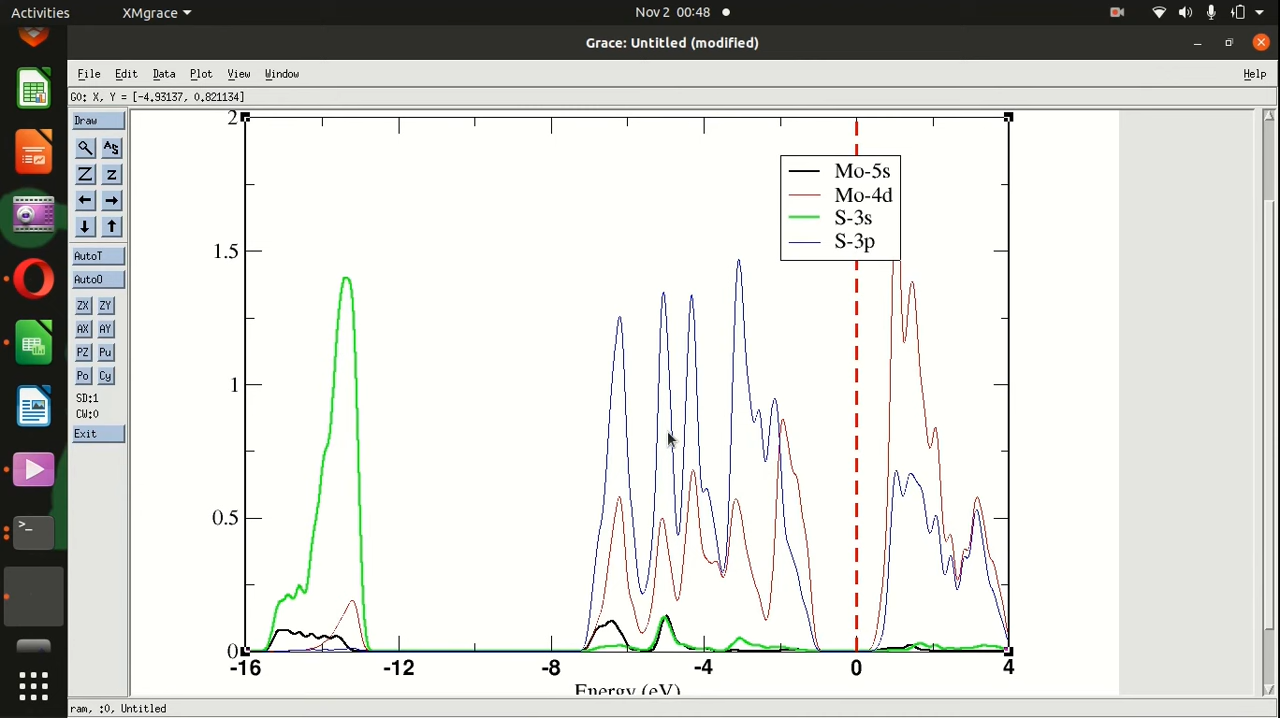 Activities XMgrace Nov 2 00:48
Grace: Untitled (modified)
File Edit Data Plot View Window Help
G0: X, Y = [-4.93137, 0.821134]
Draw
Z z
AutoT
AutoO
ZX ZY
AX AY
PZ Pu
Po Cy
SD:1
CW:0
Exit
2
1.5
1
0.5
0
Mo-5s
Mo-4d
S-3s
S-3p
-16 -12 -8 -4 0 4
Energy (eV)
ram, :0, Untitled